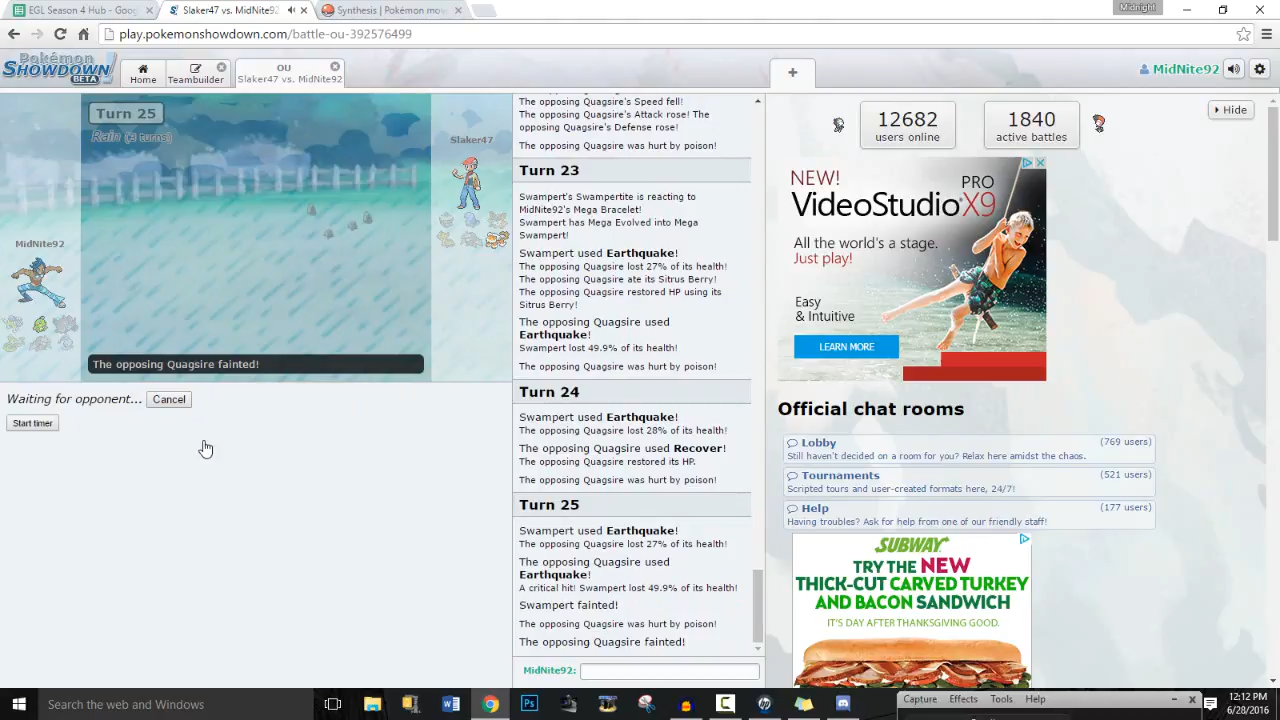 EGL Season 4 Hub - Goog
Slaker47 vs. MidNite92
Synthesis | Pokémon mov
Midnight
play.pokemonshowdown.com/battle-ou-392576499
Pokémon
Showdown
BETA
Home
Teambuilder
OU
Slaker47 vs. MidNite92
+
MidNite92
Turn 25
Rain (3 turns)
Slaker47
MidNite92
The opposing Quagsire fainted!
Waiting for opponent... Cancel
Start timer
The opposing Quagsire's Speed fell!
The opposing Quagsire's Attack rose! The
opposing Quagsire's Defense rose!
The opposing Quagsire was hurt by poison!
Turn 23
Swampert's Swampertite is reacting to
MidNite92's Mega Bracelet!
Swampert has Mega Evolved into Mega
Swampert!
Swampert used Earthquake!
The opposing Quagsire lost 27% of its health!
The opposing Quagsire ate its Sitrus Berry!
The opposing Quagsire restored HP using its
Sitrus Berry!
The opposing Quagsire used
Earthquake!
Swampert lost 49.9% of its health!
The opposing Quagsire was hurt by poison!
Turn 24
Swampert used Earthquake!
The opposing Quagsire lost 28% of its health!
The opposing Quagsire used Recover!
The opposing Quagsire restored its HP.
The opposing Quagsire was hurt by poison!
Turn 25
Swampert used Earthquake!
The opposing Quagsire lost 27% of its health!
The opposing Quagsire used
Earthquake!
A critical hit! Swampert lost 49.9% of its health!
Swampert fainted!
The opposing Quagsire was hurt by poison!
The opposing Quagsire fainted!
MidNite92:
12682
users online
1840
active battles
Hide
NEW!
PRO
VideoStudio X9
All the world's a stage.
Just play!
Easy
& Intuitive
LEARN MORE
Official chat rooms
Lobby (769 users)
Still haven't decided on a room for you? Relax here amidst the chaos.
Tournaments (521 users)
Scripted tours and user-created formats here, 24/7!
Help (177 users)
Having troubles? Ask for help from one of our friendly staff!
SUBWAY
TRY THE NEW
THICK-CUT CARVED TURKEY
AND BACON SANDWICH
IT'S DAY AFTER THANKSGIVING GOOD.
Search the web and Windows
Capture Effects Tools Help
12:12 PM
6/28/2016